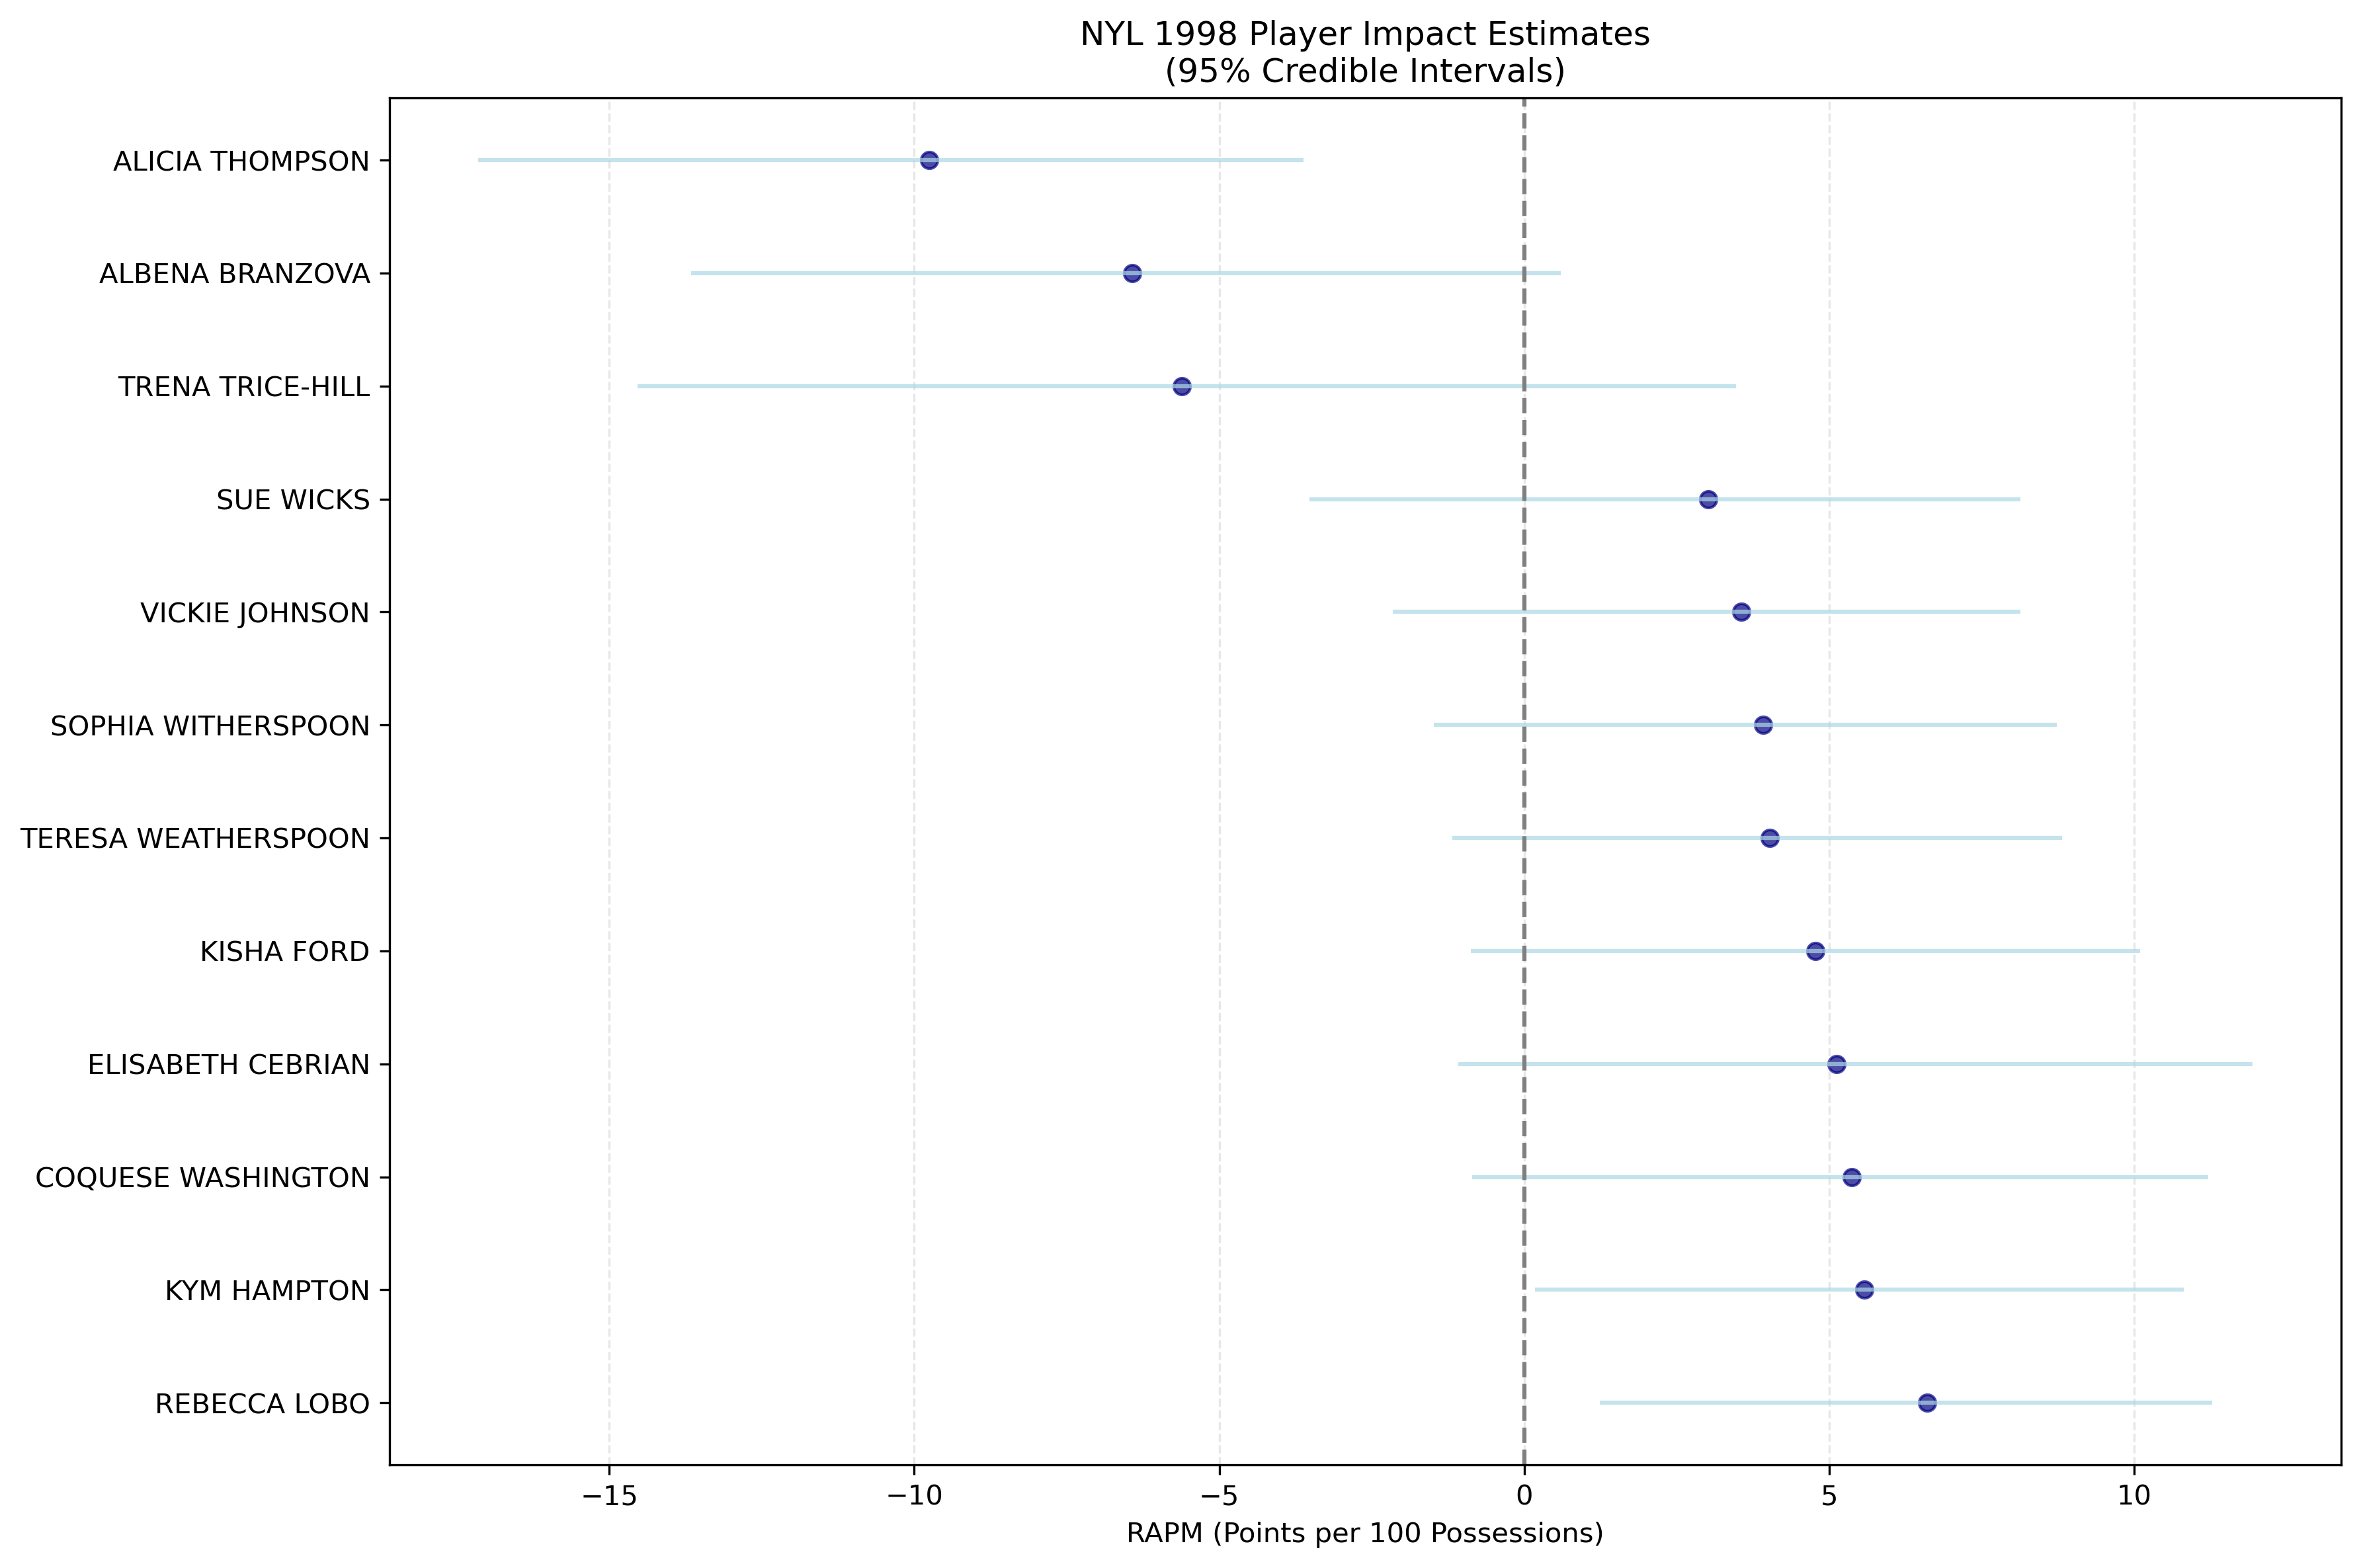 NYL 1998 Player Impact Estimates
(95% Credible Intervals)
ALICIA THOMPSON
ALBENA BRANZOVA
TRENA TRICE-HILL
SUE WICKS
VICKIE JOHNSON
SOPHIA WITHERSPOON
TERESA WEATHERSPOON
KISHA FORD
ELISABETH CEBRIAN
COQUESE WASHINGTON
KYM HAMPTON
REBECCA LOBO
−15 −10 −5 0 5 10
RAPM (Points per 100 Possessions)